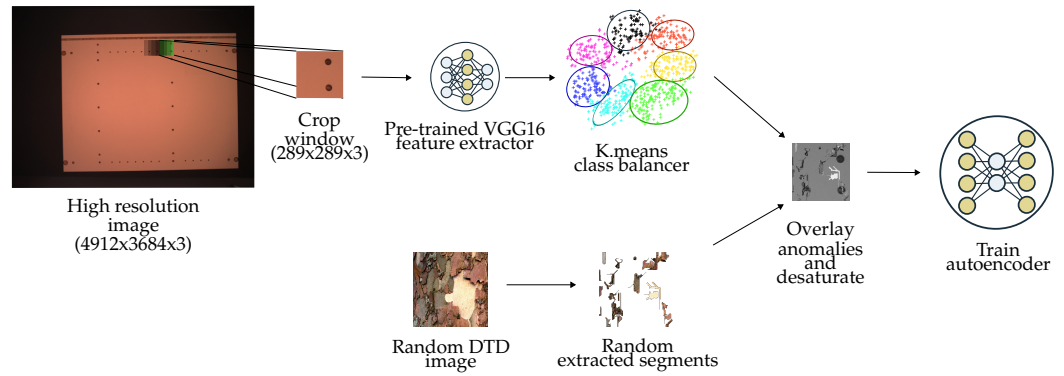 High resolution
image
(4912x3684x3)
Crop
window
(289x289x3)
Pre-trained VGG16
feature extractor
K.means
class balancer
Random DTD
image
Random
extracted segments
Overlay
anomalies
and
desaturate
Train
autoencoder